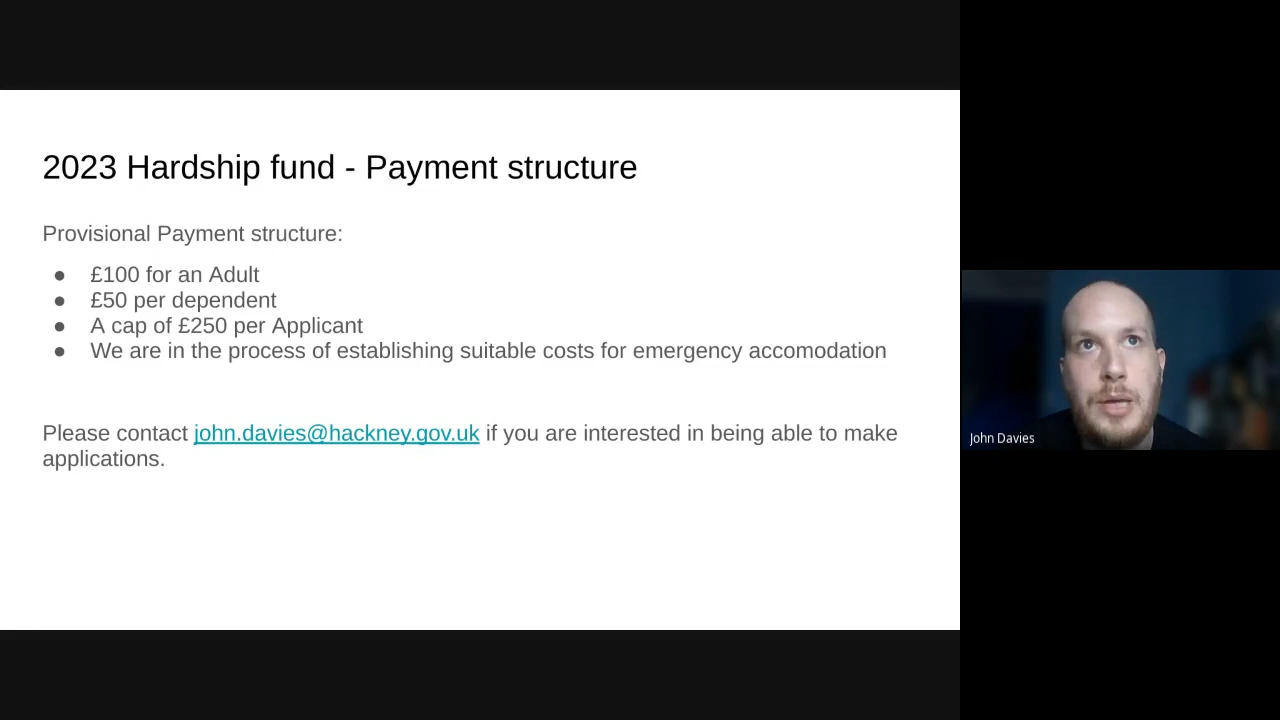 2023 Hardship fund - Payment structure
Provisional Payment structure:
● £100 for an Adult
● £50 per dependent
● A cap of £250 per Applicant
● We are in the process of establishing suitable costs for emergency accomodation
Please contact john.davies@hackney.gov.uk if you are interested in being able to make
applications.
John Davies